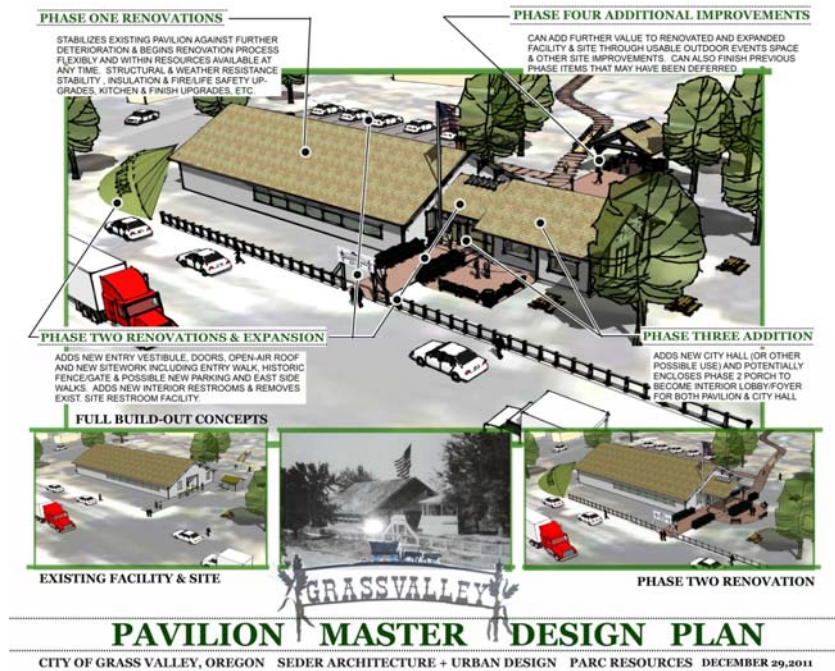 PHASE ONE RENOVATIONS
STABILIZES EXISTING PAVILION AGAINST FURTHER
DETERIORATION & BEGINS RENOVATION PROCESS
FLEXIBLY AND WITHIN RESOURCES AVAILABLE AT
ANY TIME. STRUCTURAL & WEATHER RESISTANCE
STABILITY , INSULATION & FIRE/LIFE SAFETY UP-
GRADES, KITCHEN & FINISH UPGRADES, ETC.
PHASE FOUR ADDITIONAL IMPROVEMENTS
CAN ADD FURTHER VALUE TO RENOVATED AND EXPANDED
FACILITY & SITE THROUGH USABLE OUTDOOR EVENTS SPACE
& OTHER SITE IMPROVEMENTS. CAN ALSO FINISH PREVIOUS
PHASE ITEMS THAT MAY HAVE BEEN DEFERRED.
PHASE TWO RENOVATIONS & EXPANSION
ADDS NEW ENTRY VESTIBULE, DOORS, OPEN-AIR ROOF
AND NEW SITEWORK INCLUDING ENTRY WALK, HISTORIC
FENCE/GATE & POSSIBLE NEW PARKING AND EAST SIDE
WALKS. ADDS NEW INTERIOR RESTROOMS & REMOVES
EXIST. SITE RESTROOM FACILITY.
PHASE THREE ADDITION
ADDS NEW CITY HALL (OR OTHER
POSSIBLE USE) AND POTENTIALLY
ENCLOSES PHASE 2 PORCH TO
BECOME INTERIOR LOBBY/FOYER
FOR BOTH PAVILION & CITY HALL
FULL BUILD-OUT CONCEPTS
EXISTING FACILITY & SITE
GRASSVALLEY
PHASE TWO RENOVATION
PAVILION MASTER DESIGN PLAN
CITY OF GRASS VALLEY, OREGON SEDER ARCHITECTURE + URBAN DESIGN PARC RESOURCES DECEMBER 29,2011